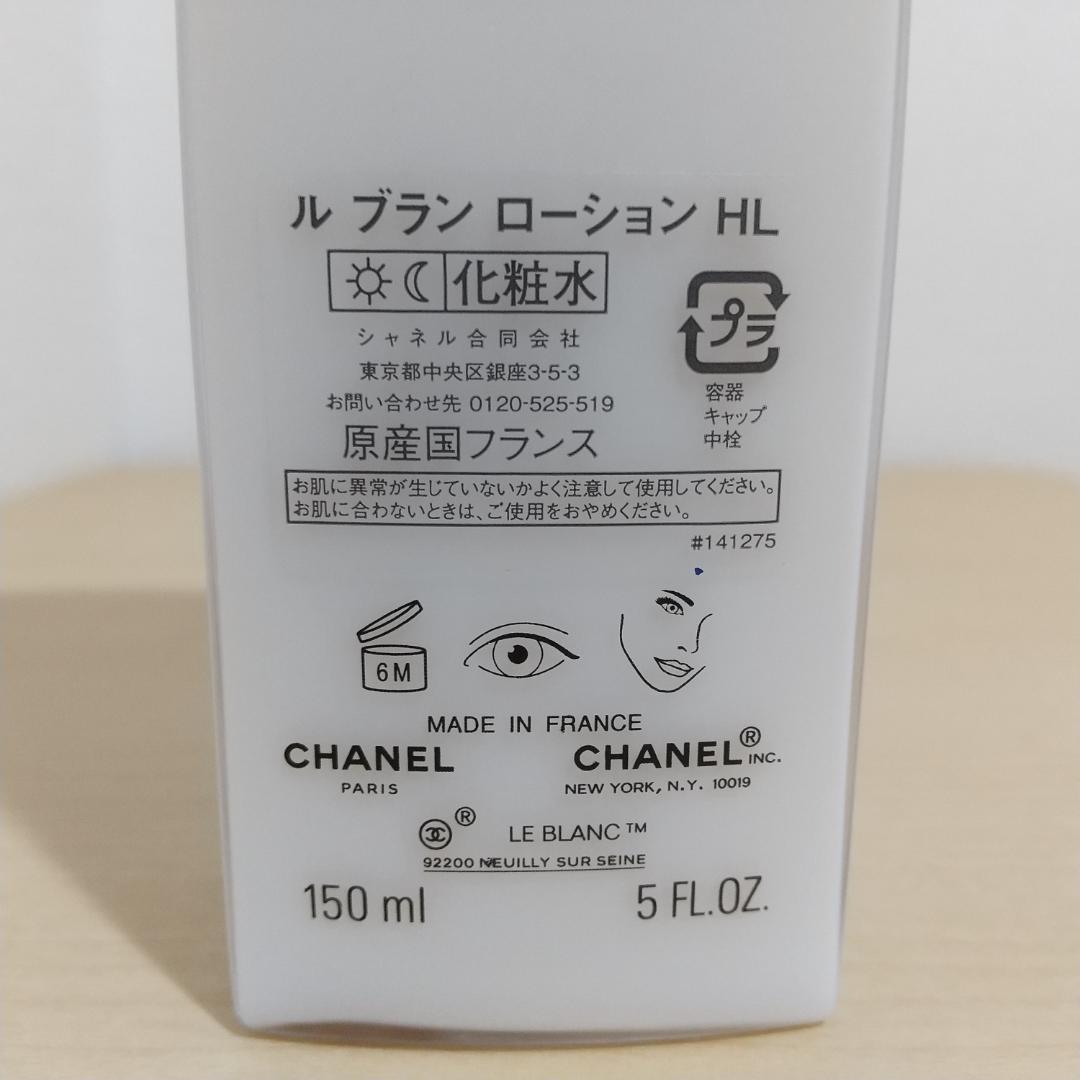 ル ブラン ローション HL
化粧水
シャネル合同会社
東京都中央区銀座3-5-3
お問い合わせ先 0120-525-519
原産国フランス
プラ
容器
キャップ
中栓
お肌に異常が生じていないかよく注意して使用してください。
お肌に合わないときは、ご使用をおやめください。
#141275
6M
MADE IN FRANCE
CHANEL
PARIS
CHANEL® INC.
NEW YORK, N.Y. 10019
® LE BLANC™
92200 NEUILLY SUR SEINE
150 ml 5 FL.OZ.